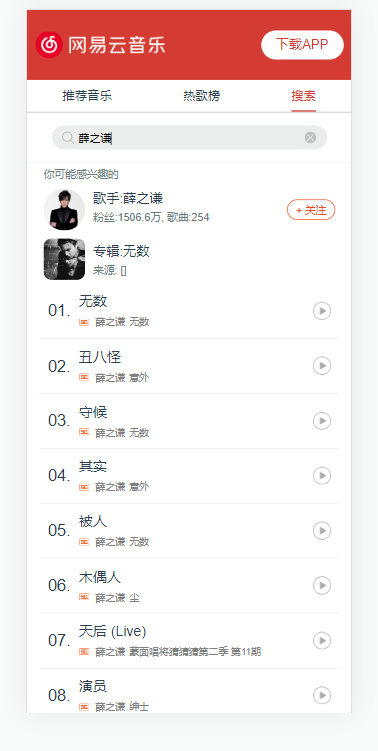 网易云音乐
下载APP
推荐音乐 热歌榜 搜索
薛之谦
你可能感兴趣的
歌手:薛之谦
粉丝:1506.6万, 歌曲:254
+ 关注
专辑:无数
来源: []
01. 无数
SQ 薛之谦 无数
02. 丑八怪
SQ 薛之谦 意外
03. 守候
SQ 薛之谦 无数
04. 其实
SQ 薛之谦 意外
05. 被人
SQ 薛之谦 无数
06. 木偶人
SQ 薛之谦 尘
07. 天后 (Live)
SQ 薛之谦 蒙面唱将猜猜猜第二季 第11期
08. 演员
SQ 薛之谦 绅士